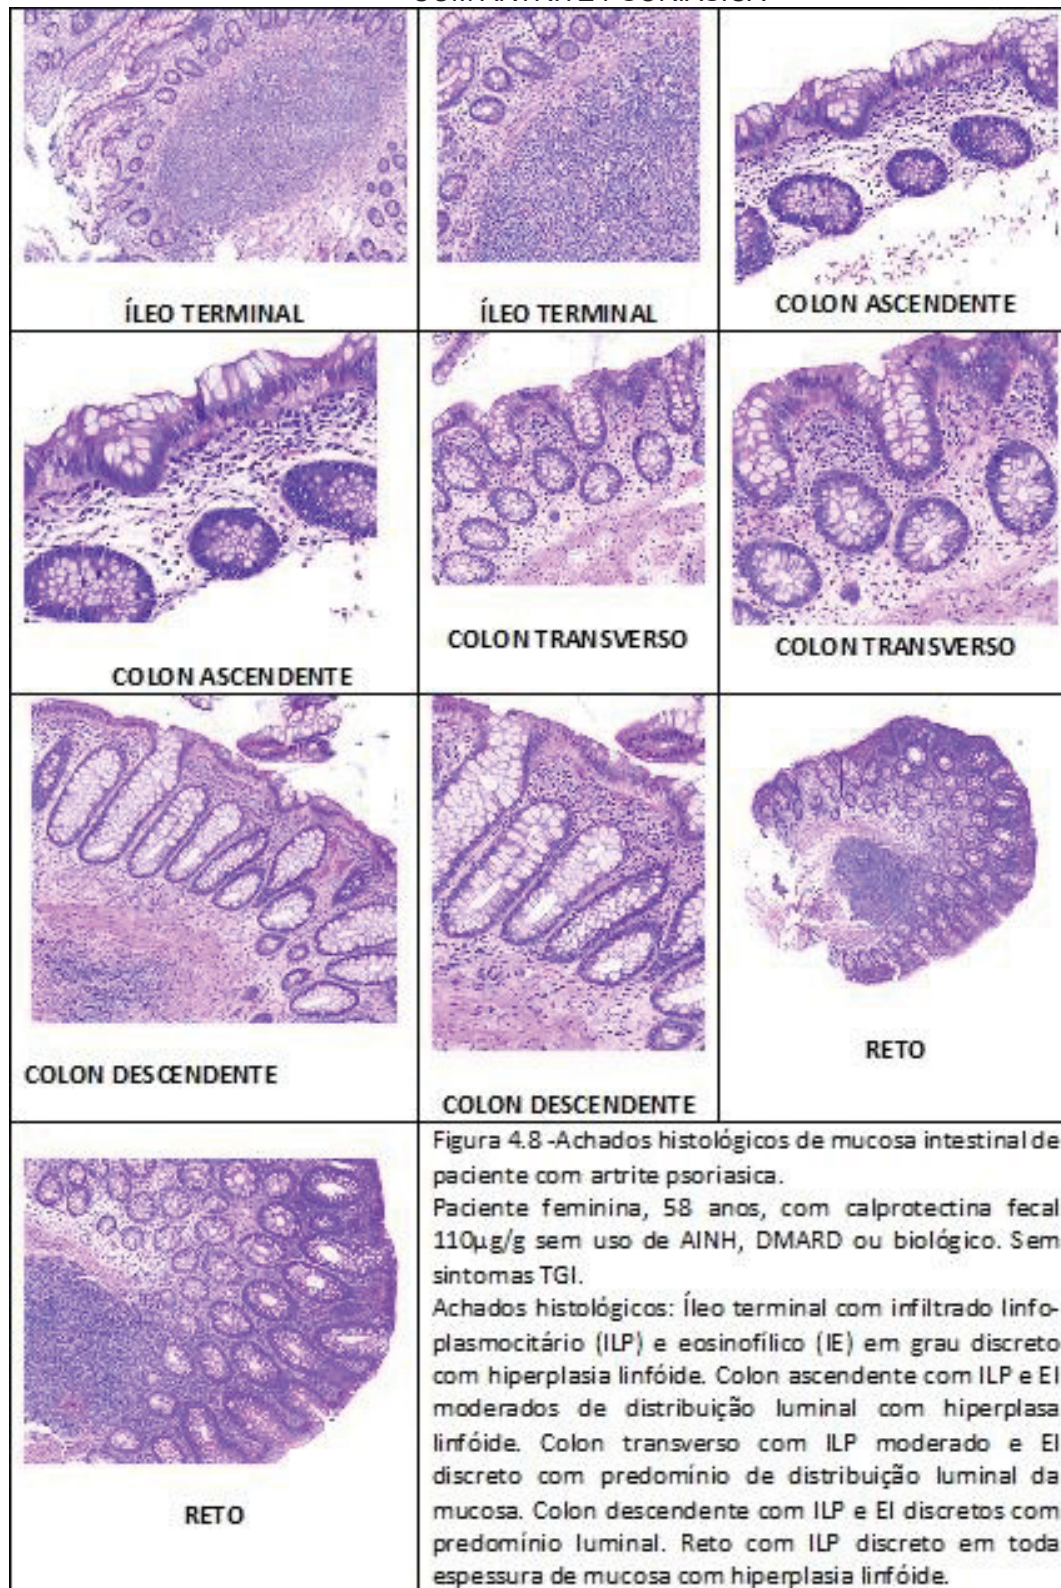 ÍLEO TERMINAL
ÍLEO TERMINAL
COLON ASCENDENTE
COLON ASCENDENTE
COLON TRANSVERSO
COLON TRANSVERSO
COLON DESCENDENTE
COLON DESCENDENTE
RETO
RETO
Figura 4.8 -Achados histológicos de mucosa intestinal de
paciente com artrite psoriasica.
Paciente feminina, 58 anos, com calprotectina fecal
110µg/g sem uso de AINH, DMARD ou biológico. Sem
sintomas TGI.
Achados histológicos: Íleo terminal com infiltrado linfo-
plasmocitário (ILP) e eosinofílico (IE) em grau discreto
com hiperplasia linfóide. Colon ascendente com ILP e EI
moderados de distribuição luminal com hiperplasa
linfóide. Colon transverso com ILP moderado e EI
discreto com predomínio de distribuição luminal da
mucosa. Colon descendente com ILP e EI discretos com
predomínio luminal. Reto com ILP discreto em toda
espessura de mucosa com hiperplasia linfóide.